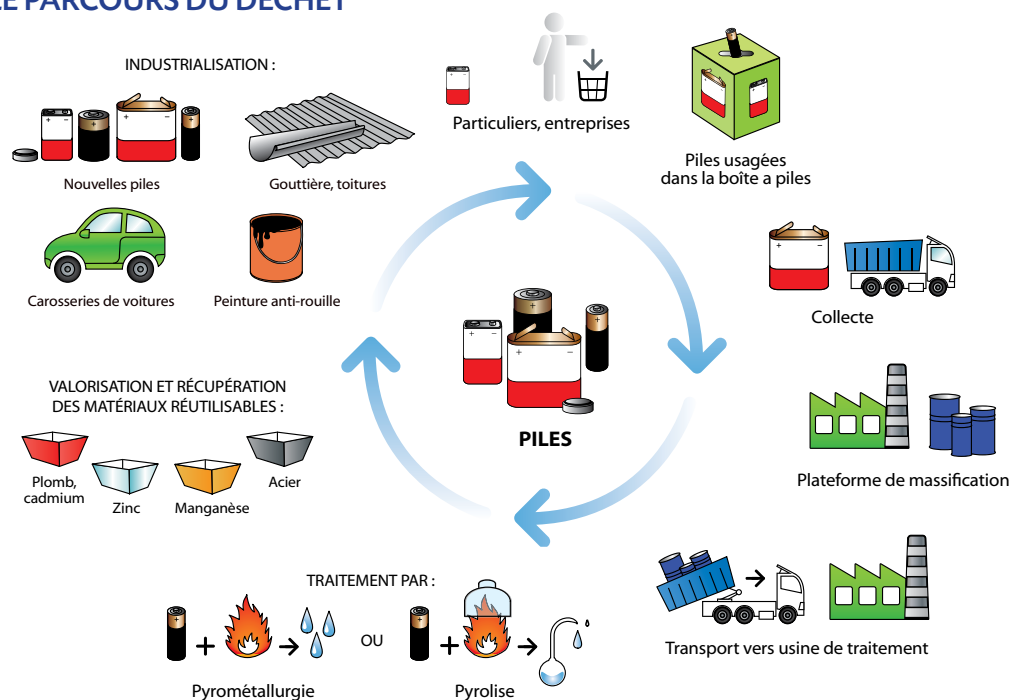 LE PARCOURS DU DÉCHET
Particuliers, entreprises
Piles usagées
dans la boîte a piles
Collecte
Plateforme de massification
Transport vers usine de traitement
TRAITEMENT PAR :
OU
Pyrométallurgie
Pyrolise
VALORISATION ET RÉCUPÉRATION
DES MATÉRIAUX RÉUTILISABLES :
Plomb,
cadmium
Zinc
Manganèse
Acier
INDUSTRIALISATION :
Nouvelles piles
Gouttière, toitures
Carosseries de voitures
Peinture anti-rouille
PILES